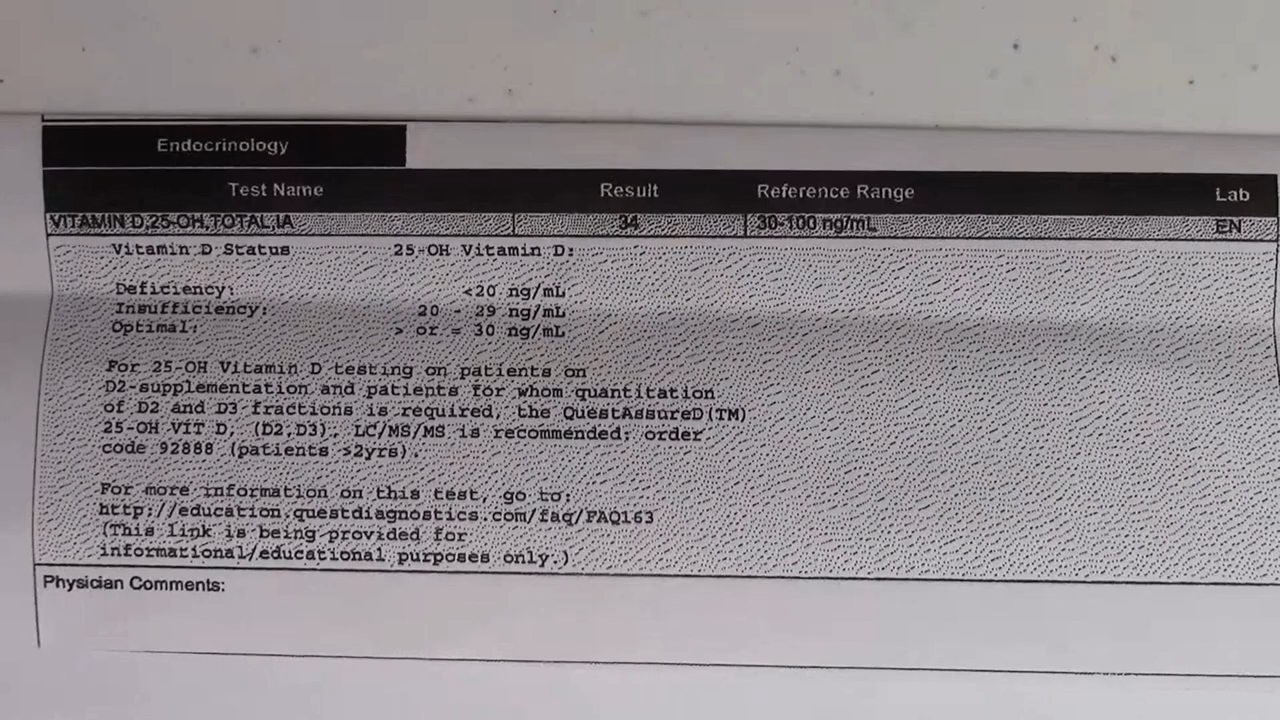 Endocrinology
Test Name Result Reference Range Lab
VITAMIN D,25-OH,TOTAL,IA 34 30-100 ng/mL EN
Vitamin D Status 25-OH Vitamin D:
Deficiency: <20 ng/mL
Insufficiency: 20 - 29 ng/mL
Optimal: > or = 30 ng/mL
For 25-OH Vitamin D testing on patients on
D2-supplementation and patients for whom quantitation
of D2 and D3 fractions is required, the QuestAssureD(TM)
25-OH VIT D, (D2,D3), LC/MS/MS is recommended: order
code 92888 (patients >2yrs).
For more information on this test, go to:
http://education.questdiagnostics.com/faq/FAQ163
(This link is being provided for
informational/educational purposes only.)
Physician Comments: